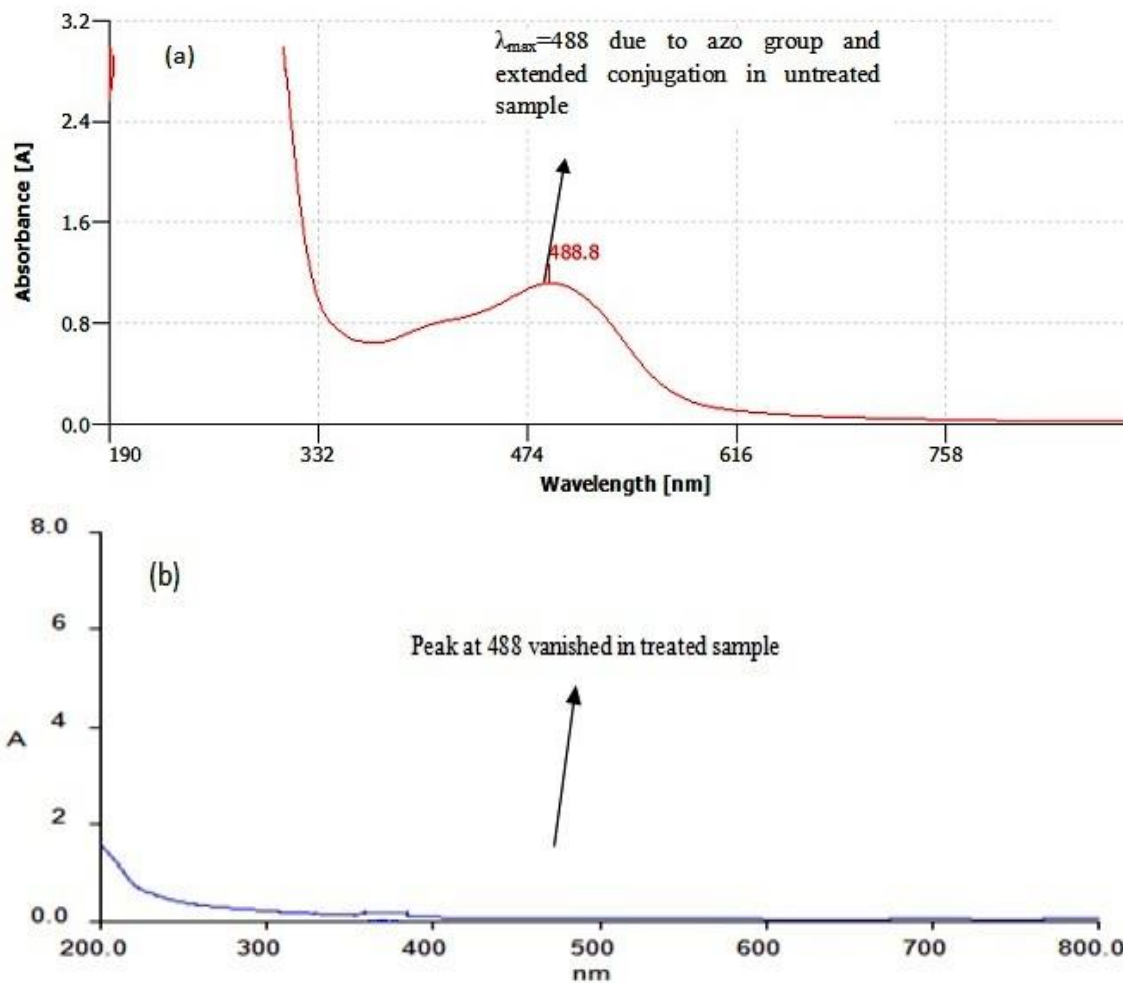 3.2
(a)
λmax=488 due to azo group and
extended conjugation in untreated
sample
2.4
1.6
488.8
0.8
0.0
Absorbance [A]
190 332 474 616 758
Wavelength [nm]
8.0
(b)
6
Peak at 488 vanished in treated sample
4
A
2
0.0
200.0 300 400 500 600 700 800.0
nm